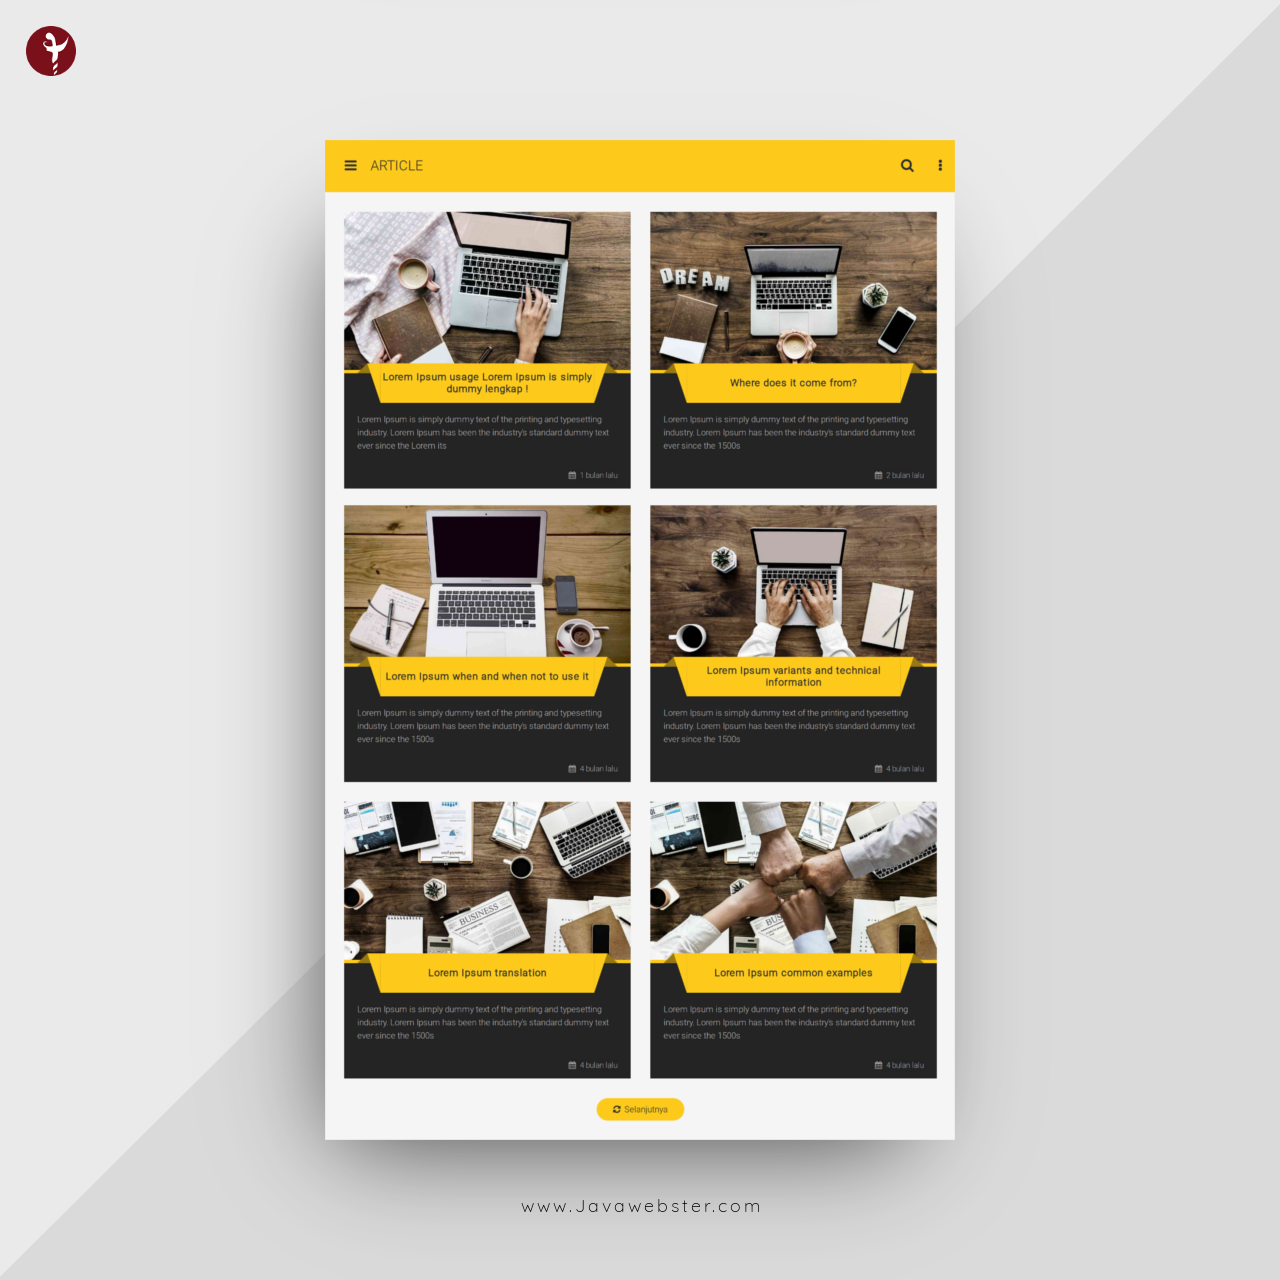 ARTICLE
DREAM
Lorem Ipsum usage Lorem Ipsum is simply
dummy lengkap !
Lorem Ipsum is simply dummy text of the printing and typesetting
industry. Lorem Ipsum has been the industry's standard dummy text
ever since the Lorem its
1 bulan lalu
Where does it come from?
Lorem Ipsum is simply dummy text of the printing and typesetting
industry. Lorem Ipsum has been the industry's standard dummy text
ever since the 1500s
2 bulan lalu
Lorem Ipsum when and when not to use it
Lorem Ipsum is simply dummy text of the printing and typesetting
industry. Lorem Ipsum has been the industry's standard dummy text
ever since the 1500s
4 bulan lalu
Lorem Ipsum variants and technical
information
Lorem Ipsum is simply dummy text of the printing and typesetting
industry. Lorem Ipsum has been the industry's standard dummy text
ever since the 1500s
4 bulan lalu
BUSINESS
Lorem Ipsum translation
Lorem Ipsum is simply dummy text of the printing and typesetting
industry. Lorem Ipsum has been the industry's standard dummy text
ever since the 1500s
4 bulan lalu
Lorem Ipsum common examples
Lorem Ipsum is simply dummy text of the printing and typesetting
industry. Lorem Ipsum has been the industry's standard dummy text
ever since the 1500s
4 bulan lalu
Selanjutnya
www.Javawebster.com